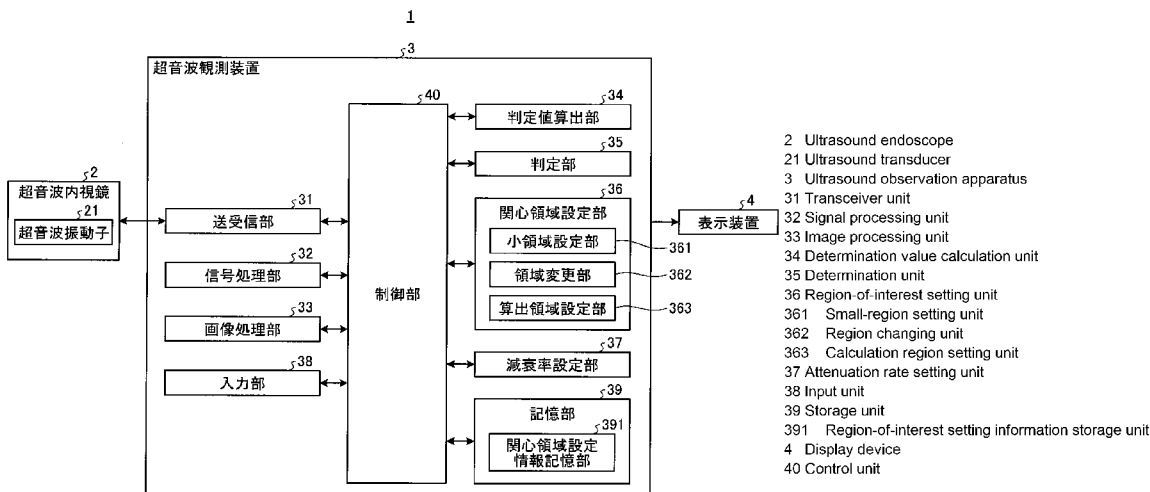 1
3
超音波観測装置
2
超音波内視鏡
21
超音波振動子
31
送受信部
32
信号処理部
33
画像処理部
38
入力部
40
制御部
34
判定値算出部
35
判定部
36
関心領域設定部
小領域設定部
361
領域変更部
362
算出領域設定部
363
37
減衰率設定部
39
記憶部
391
関心領域設定
情報記憶部
4
表示装置
2 Ultrasound endoscope
21 Ultrasound transducer
3 Ultrasound observation apparatus
31 Transceiver unit
32 Signal processing unit
33 Image processing unit
34 Determination value calculation unit
35 Determination unit
36 Region-of-interest setting unit
361 Small-region setting unit
362 Region changing unit
363 Calculation region setting unit
37 Attenuation rate setting unit
38 Input unit
39 Storage unit
391 Region-of-interest setting information storage unit
4 Display device
40 Control unit